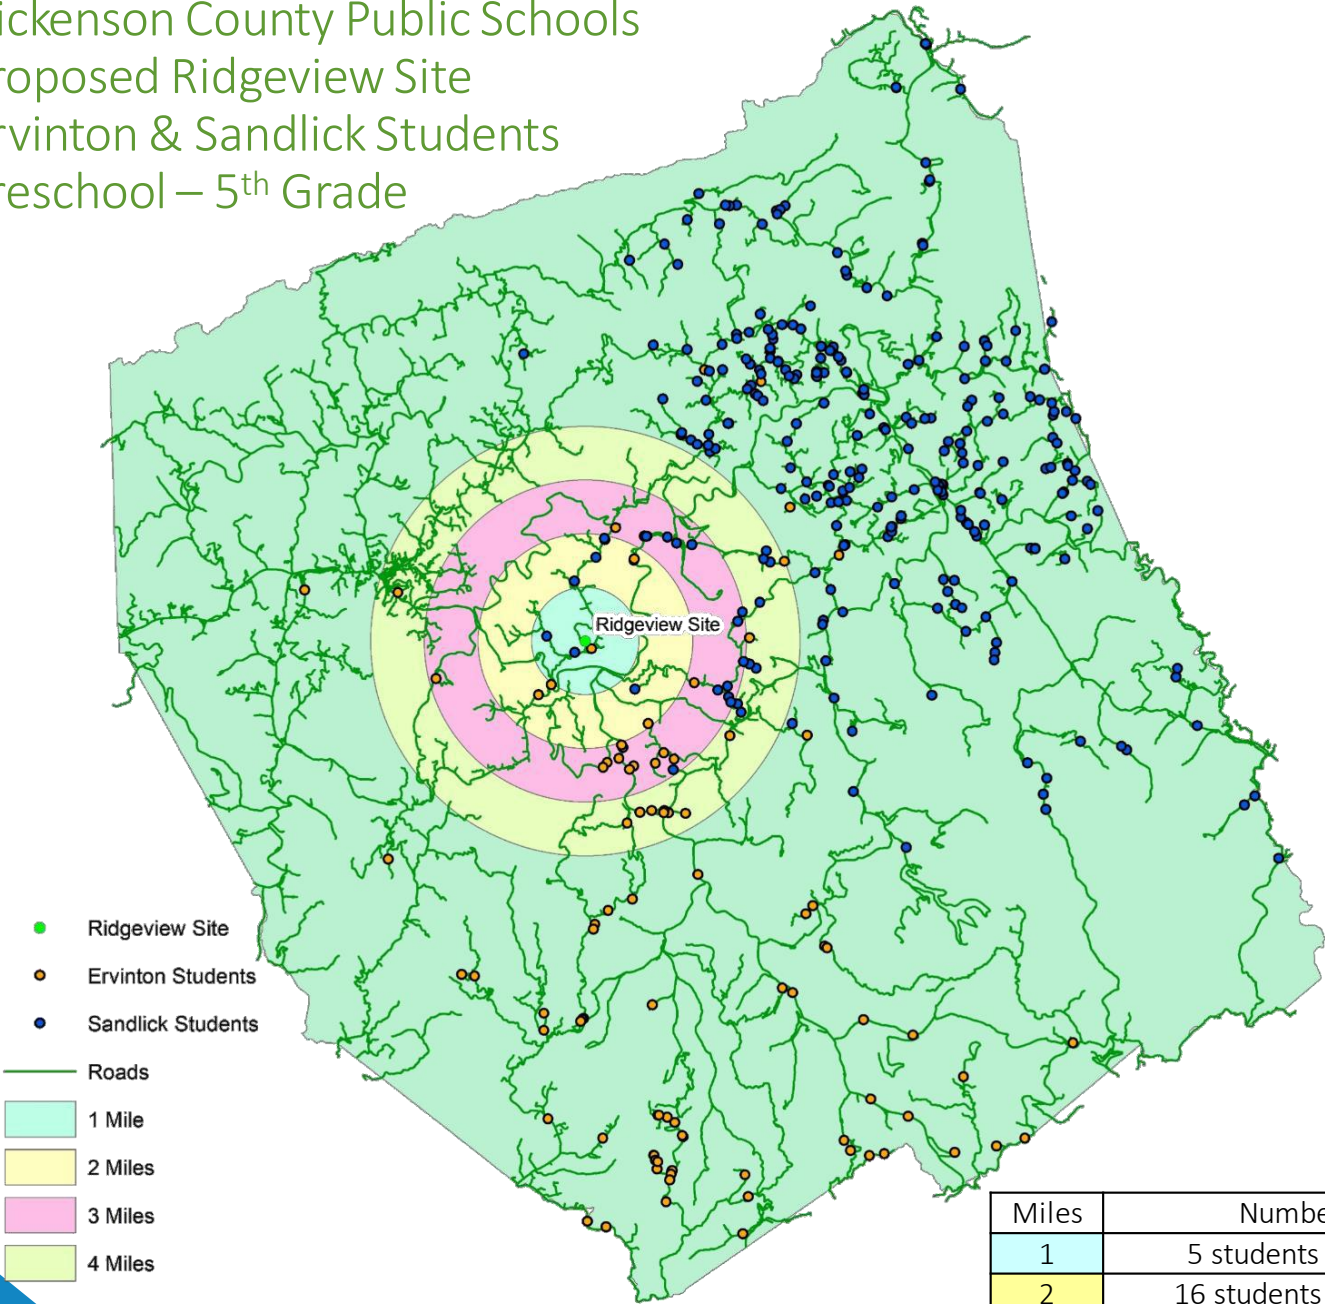 ickenson County Public Schools
roposed Ridgeview Site
rvinton & Sandlick Students
reschool – 5th Grade
Ridgeview Site
Ridgeview Site
Ervinton Students
Sandlick Students
Roads
1 Mile
2 Miles
3 Miles
4 Miles
Miles Numbe
1 5 students
2 16 students